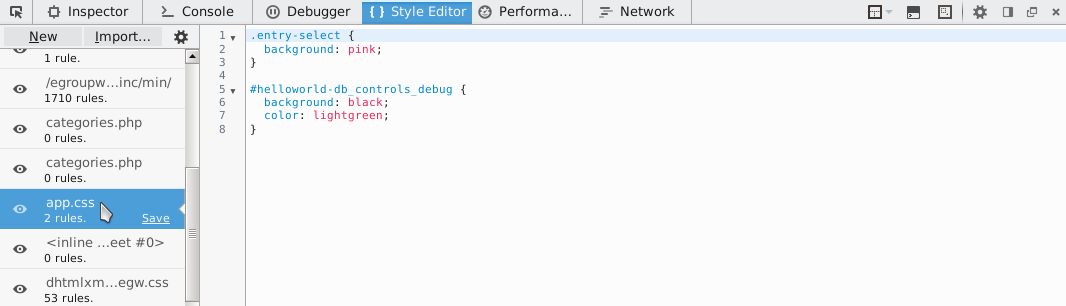 Inspector Console Debugger { } Style Editor Performa... Network
New Import...
1 rule.
/egroupw...inc/min/
1710 rules.
categories.php
0 rules.
categories.php
0 rules.
app.css
2 rules. Save
<inline ...eet #0>
0 rules.
dhtmlxm...egw.css
53 rules.
1 .entry-select {
2 background: pink;
3 }
4
5 #helloworld-db_controls_debug {
6 background: black;
7 color: lightgreen;
8 }